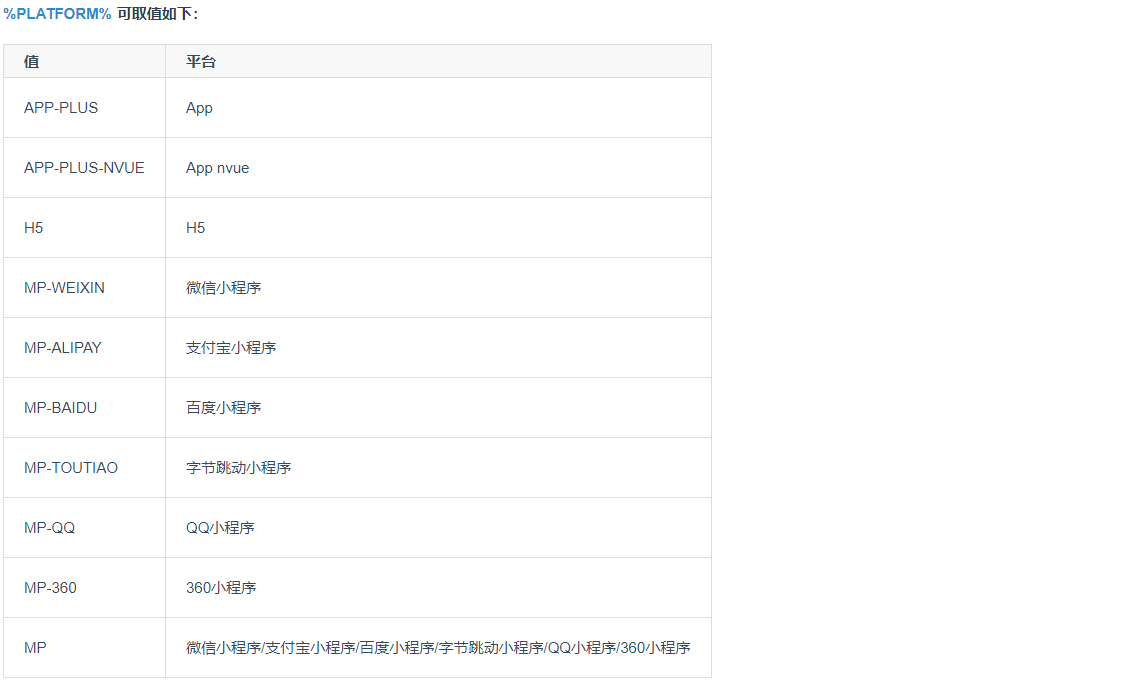 %PLATFORM% 可取值如下：
值 平台
APP-PLUS App
APP-PLUS-NVUE App nvue
H5 H5
MP-WEIXIN 微信小程序
MP-ALIPAY 支付宝小程序
MP-BAIDU 百度小程序
MP-TOUTIAO 字节跳动小程序
MP-QQ QQ小程序
MP-360 360小程序
MP 微信小程序/支付宝小程序/百度小程序/字节跳动小程序/QQ小程序/360小程序